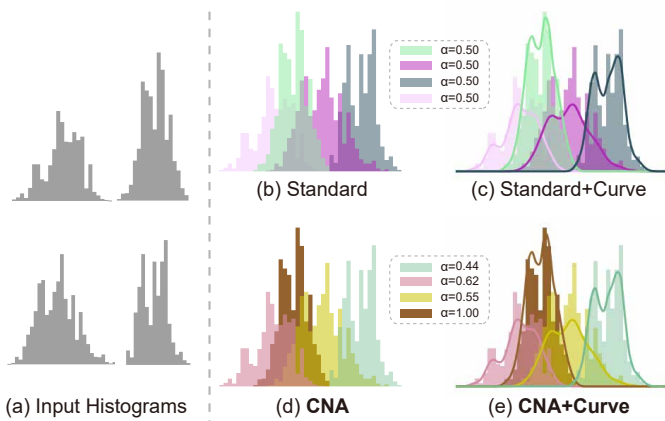 α=0.50
α=0.50
α=0.50
α=0.50
(b) Standard
(c) Standard+Curve
α=0.44
α=0.62
α=0.55
α=1.00
(a) Input Histograms
(d) CNA
(e) CNA+Curve